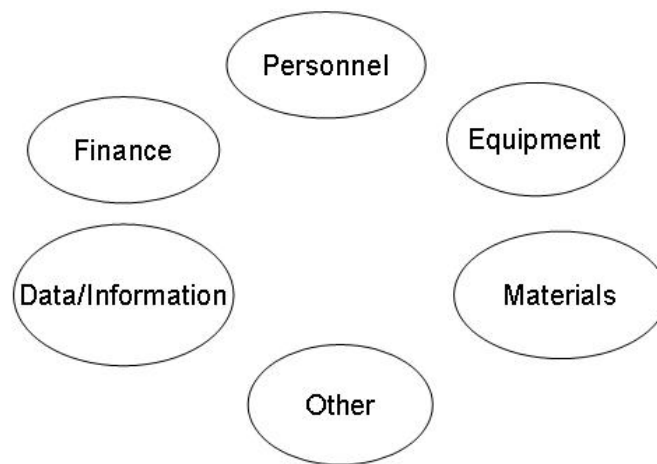 Personnel
Equipment
Finance
Data/Information
Materials
Other